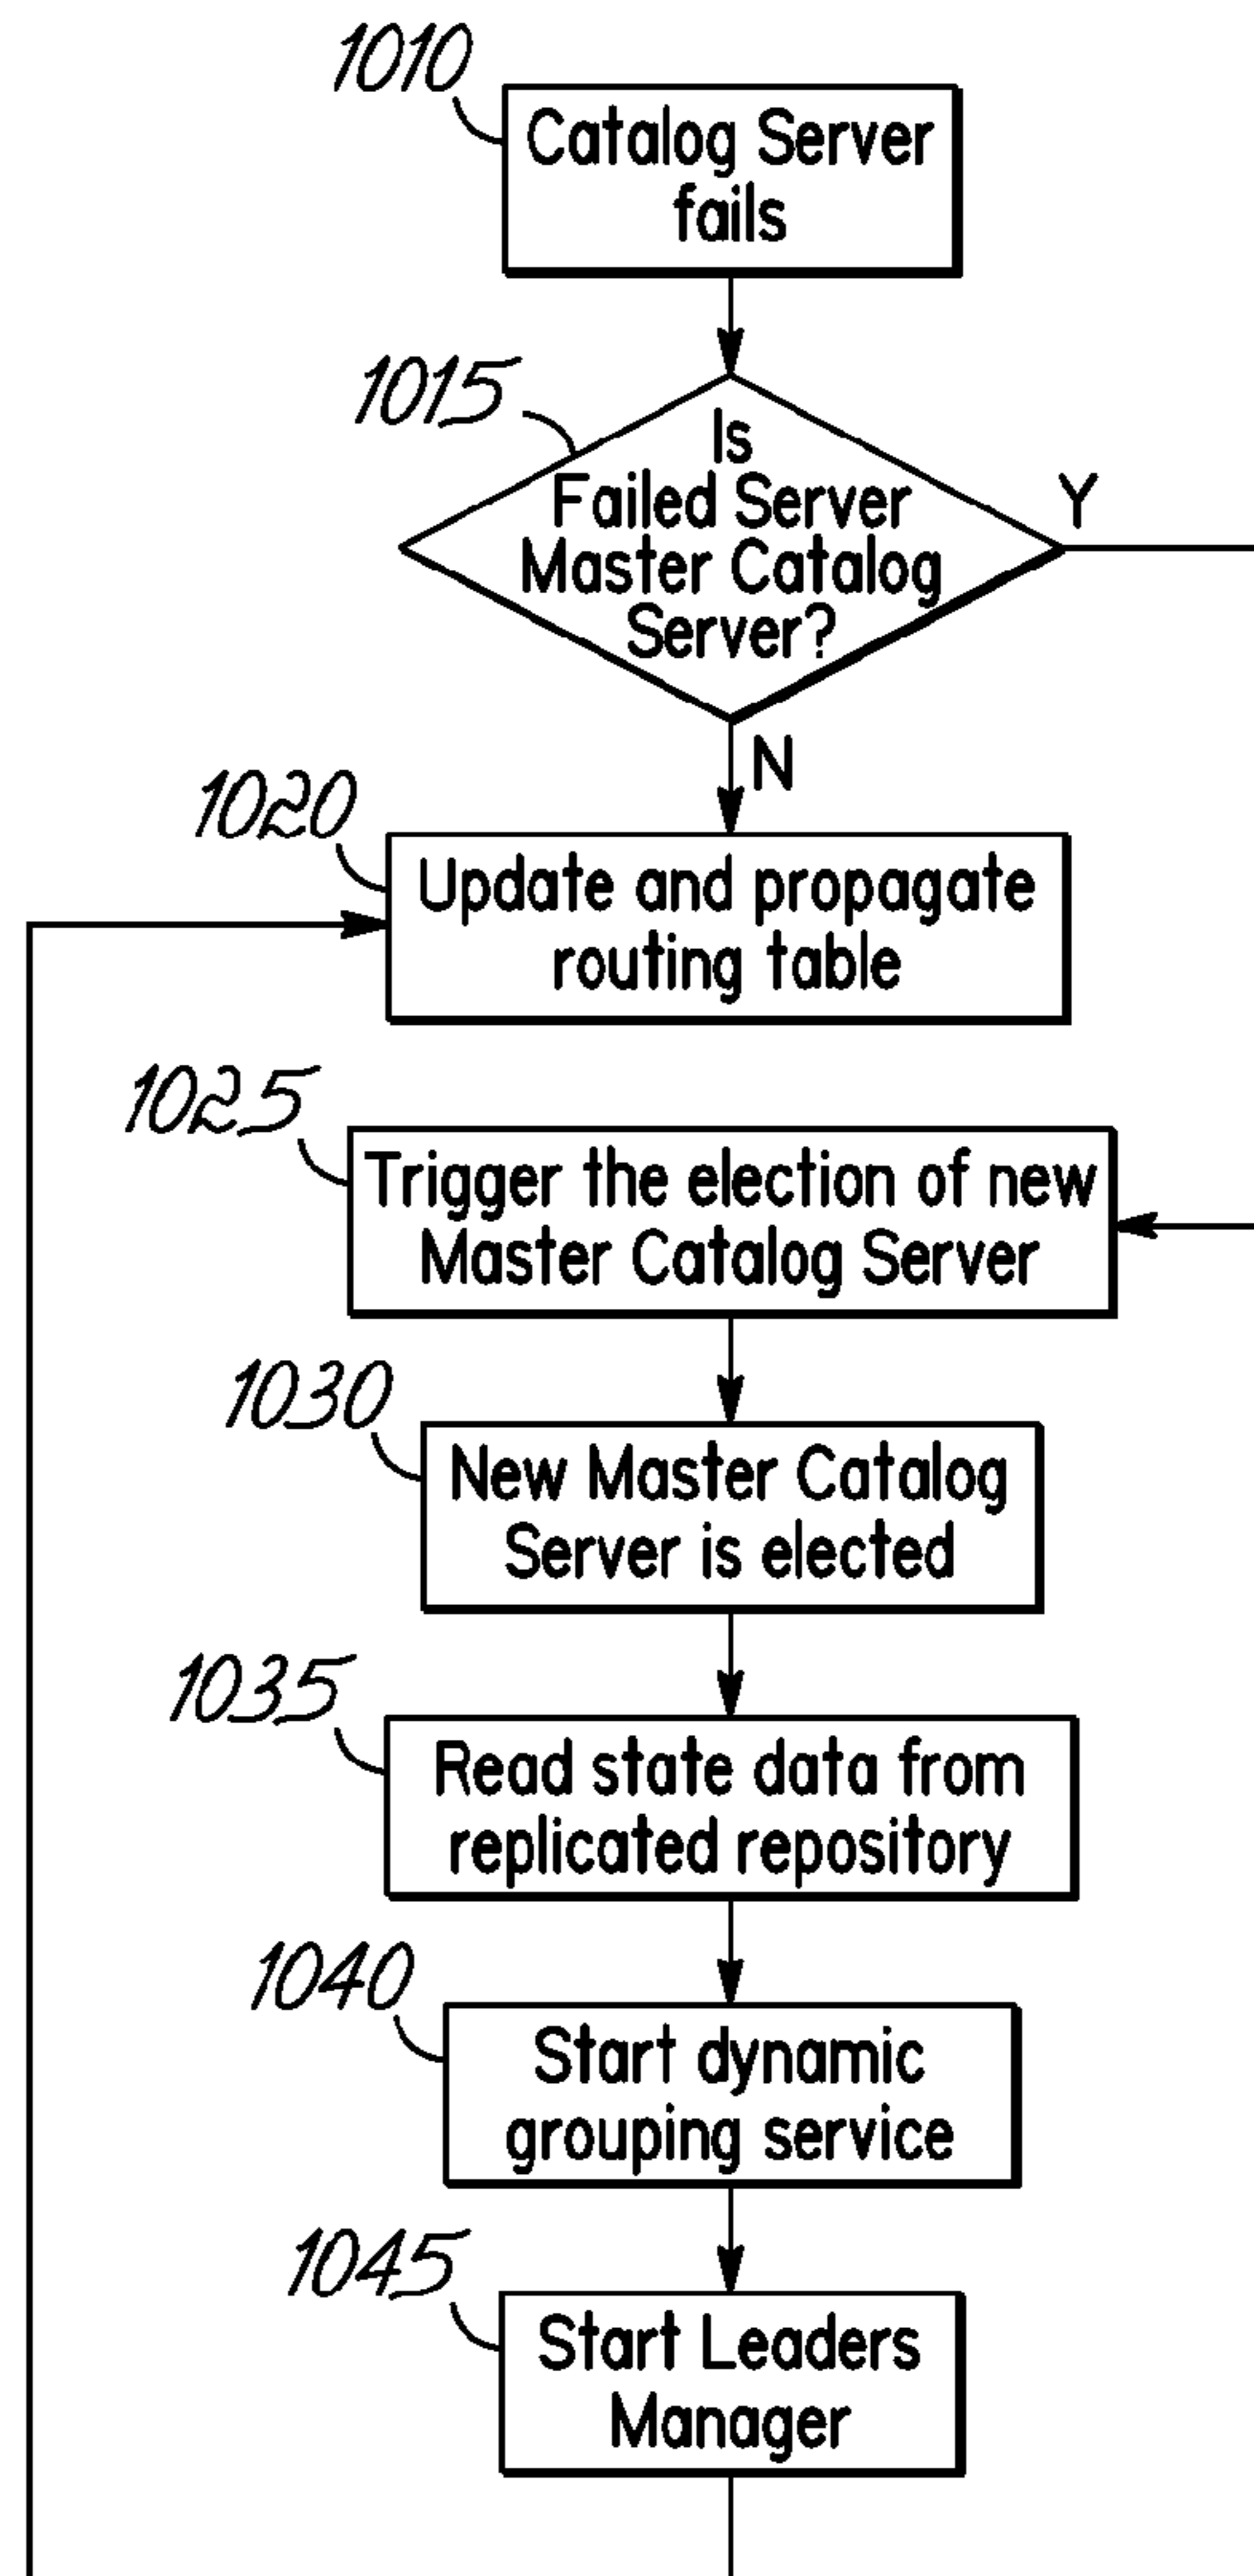 1010
Catalog Server
fails
1015
Is
Failed Server
Master Catalog
Server?
Y
N
1020
Update and propagate
routing table
1025
Trigger the election of new
Master Catalog Server
1030
New Master Catalog
Server is elected
1035
Read state data from
replicated repository
1040
Start dynamic
grouping service
1045
Start Leaders
Manager